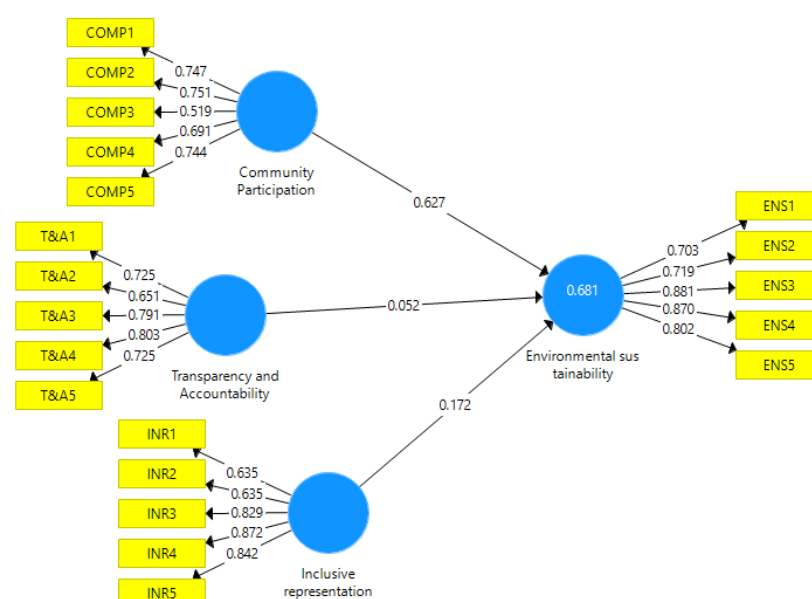 COMP1
COMP2
COMP3
COMP4
COMP5
0.747
0.751
0.519
0.691
0.744
Community
Participation
0.627
T&A1
T&A2
T&A3
T&A4
T&A5
0.725
0.651
0.791
0.803
0.725
Transparency and
Accountability
0.052
INR1
INR2
INR3
INR4
INR5
0.635
0.635
0.829
0.872
0.842
Inclusive
representation
0.172
0.681
Environmental sus
tainability
0.703
0.719
0.881
0.870
0.802
ENS1
ENS2
ENS3
ENS4
ENS5